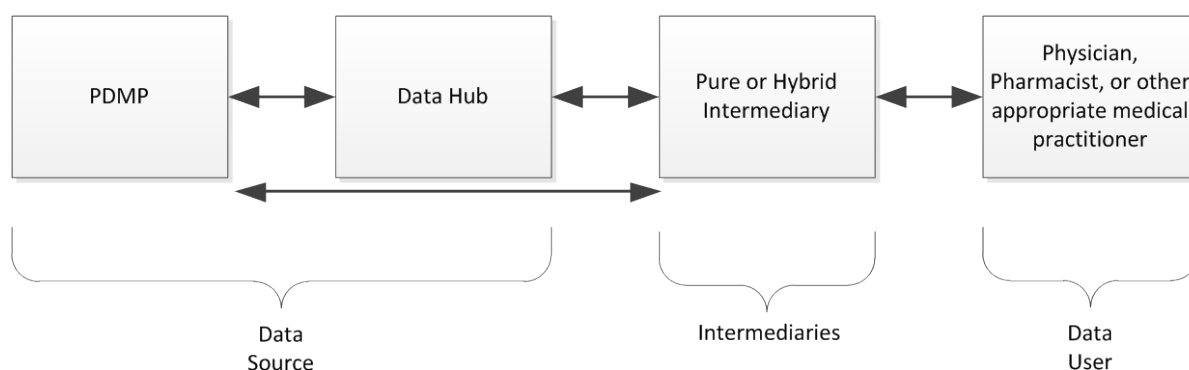 PDMP
Data Hub
Pure or Hybrid
Intermediary
Physician,
Pharmacist, or other
appropriate medical
practitioner
Data
Source
Intermediaries
Data
User